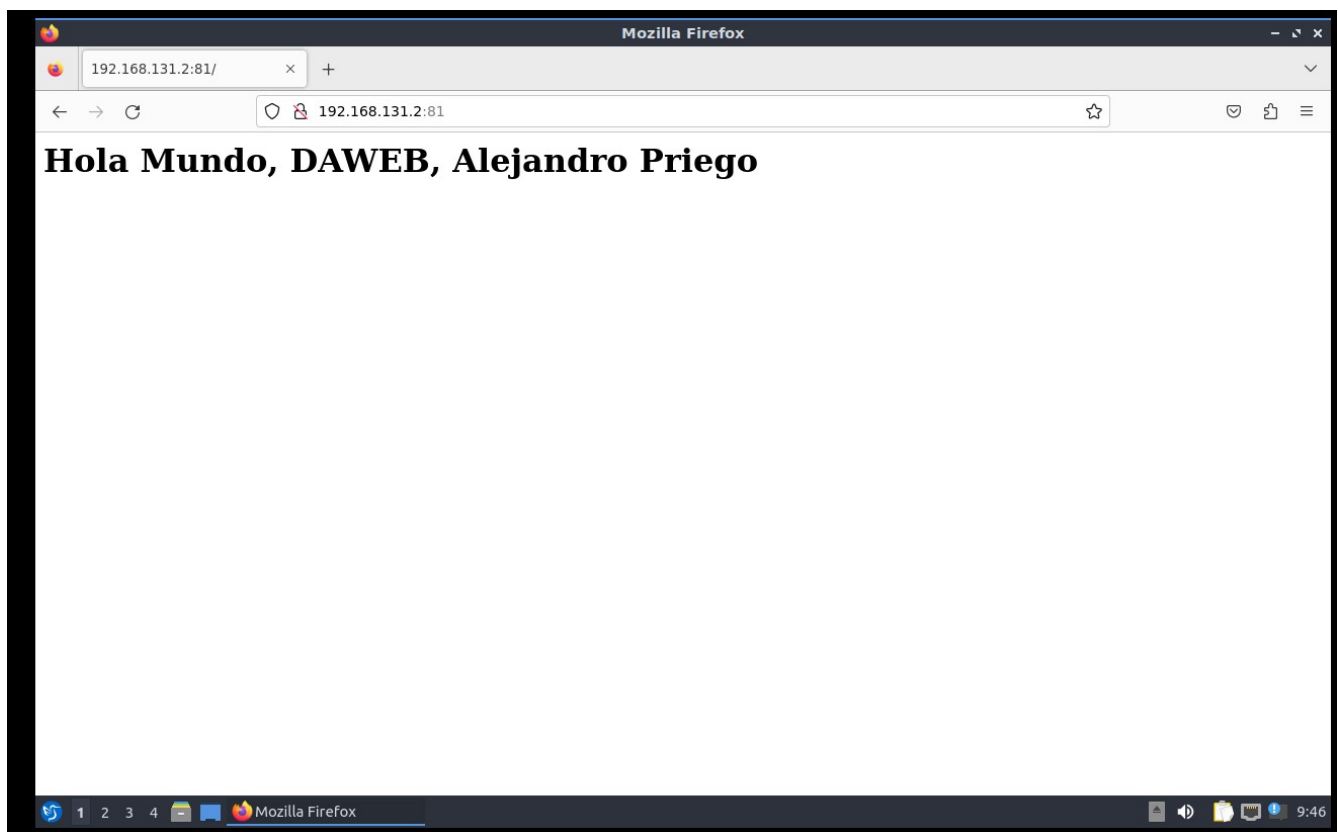 Mozilla Firefox
192.168.131.2:81/
192.168.131.2:81
Hola Mundo, DAWEB, Alejandro Priego
1 2 3 4 Mozilla Firefox 9:46